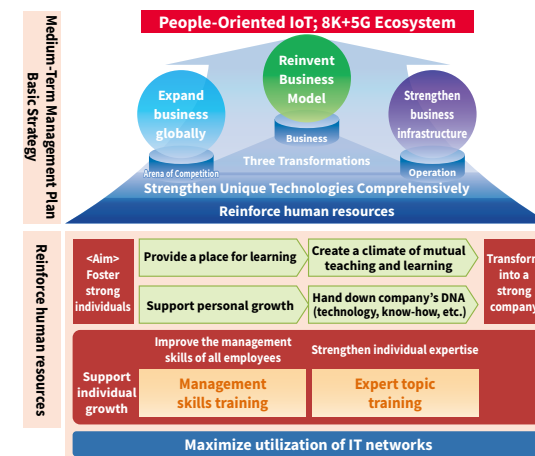 People-Oriented IoT; 8K+5G Ecosystem
Medium-Term Management Plan
Basic Strategy
Reinvent
Business
Model
Expand
business
globally
Strengthen
business
infrastructure
Business
Arena of Competition
Three Transformations
Operation
Strengthen Unique Technologies Comprehensively
Reinforce human resources
Reinforce human resources
<Aim>
Foster
strong
individuals
Provide a place for learning
Create a climate of mutual
teaching and learning
Support personal growth
Hand down company's DNA
(technology, know-how, etc.)
Transform
into a
strong
company
Support
individual
growth
Improve the management
skills of all employees
Strengthen individual expertise
Management
skills training
Expert topic
training
Maximize utilization of IT networks